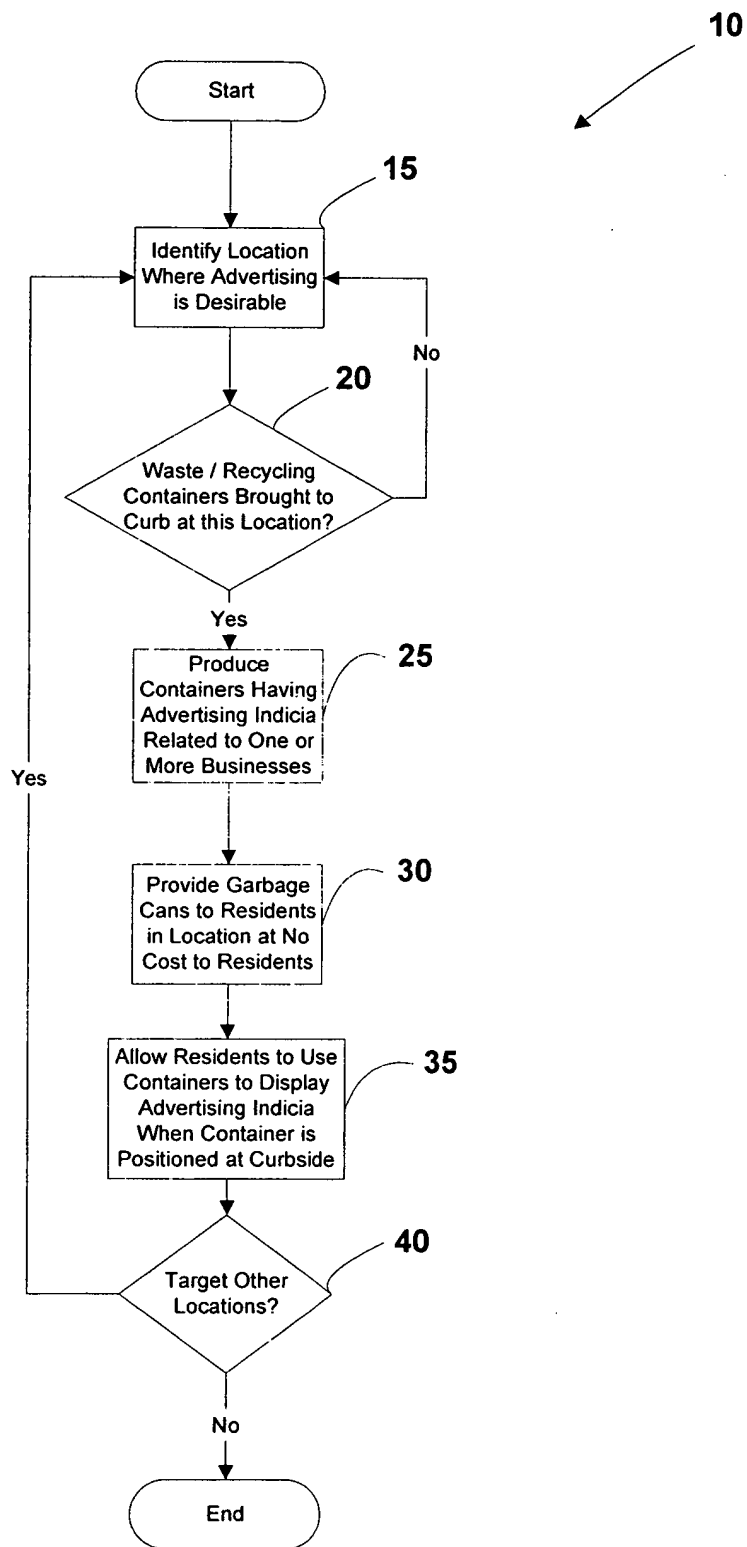 10
Start
15
Identify Location
Where Advertising
is Desirable
No
20
Waste / Recycling
Containers Brought to
Curb at this Location?
Yes
25
Produce
Containers Having
Advertising Indicia
Related to One or
More Businesses
Yes
30
Provide Garbage
Cans to Residents
in Location at No
Cost to Residents
35
Allow Residents to Use
Containers to Display
Advertising Indicia
When Container is
Positioned at Curbside
40
Target Other
Locations?
No
End